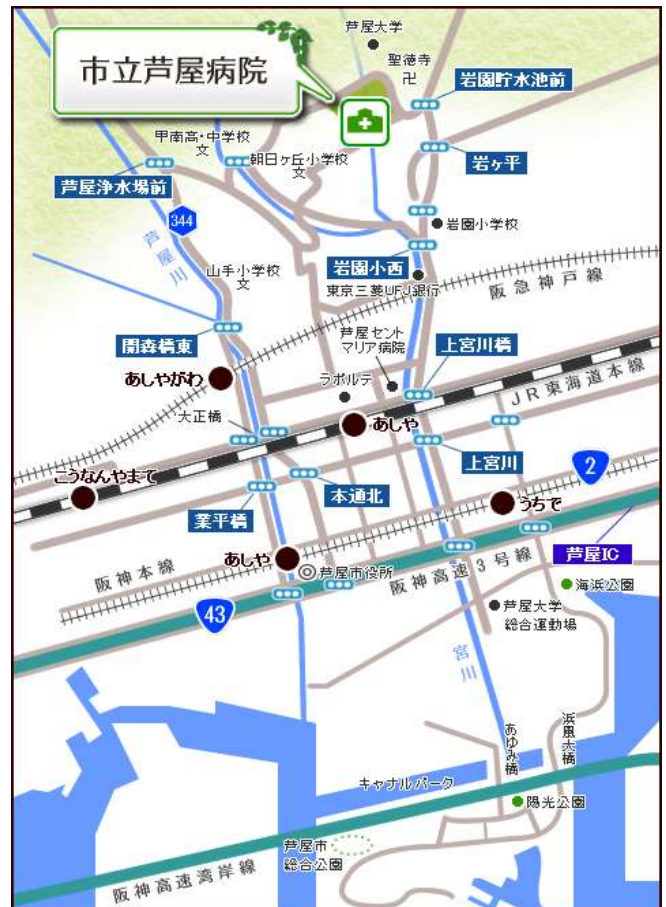 芦屋大学
聖徳寺
卍
市立芦屋病院
岩園貯水池前
甲南高・中学校
文
朝日ヶ丘小学校
文
岩ヶ平
芦屋浄水場前
344
芦屋川
岩園小学校
山手小学校
文
岩園小西
東京三菱UFJ銀行
阪急神戸線
開森橋東
芦屋セント
マリア病院
上宮川橋
あしやがわ
ラポルテ
JR東海道本線
大正橋
あしや
こうなんやまて
上宮川
2
本通北
業平橋
うちで
あしや
芦屋IC
阪神本線
芦屋市役所
阪神高速3号線
海浜公園
43
芦屋大学
総合運動場
宮川
あゆみ橋
浜風大橋
キャナルパーク
陽光公園
芦屋市
総合公園
阪神高速湾岸線